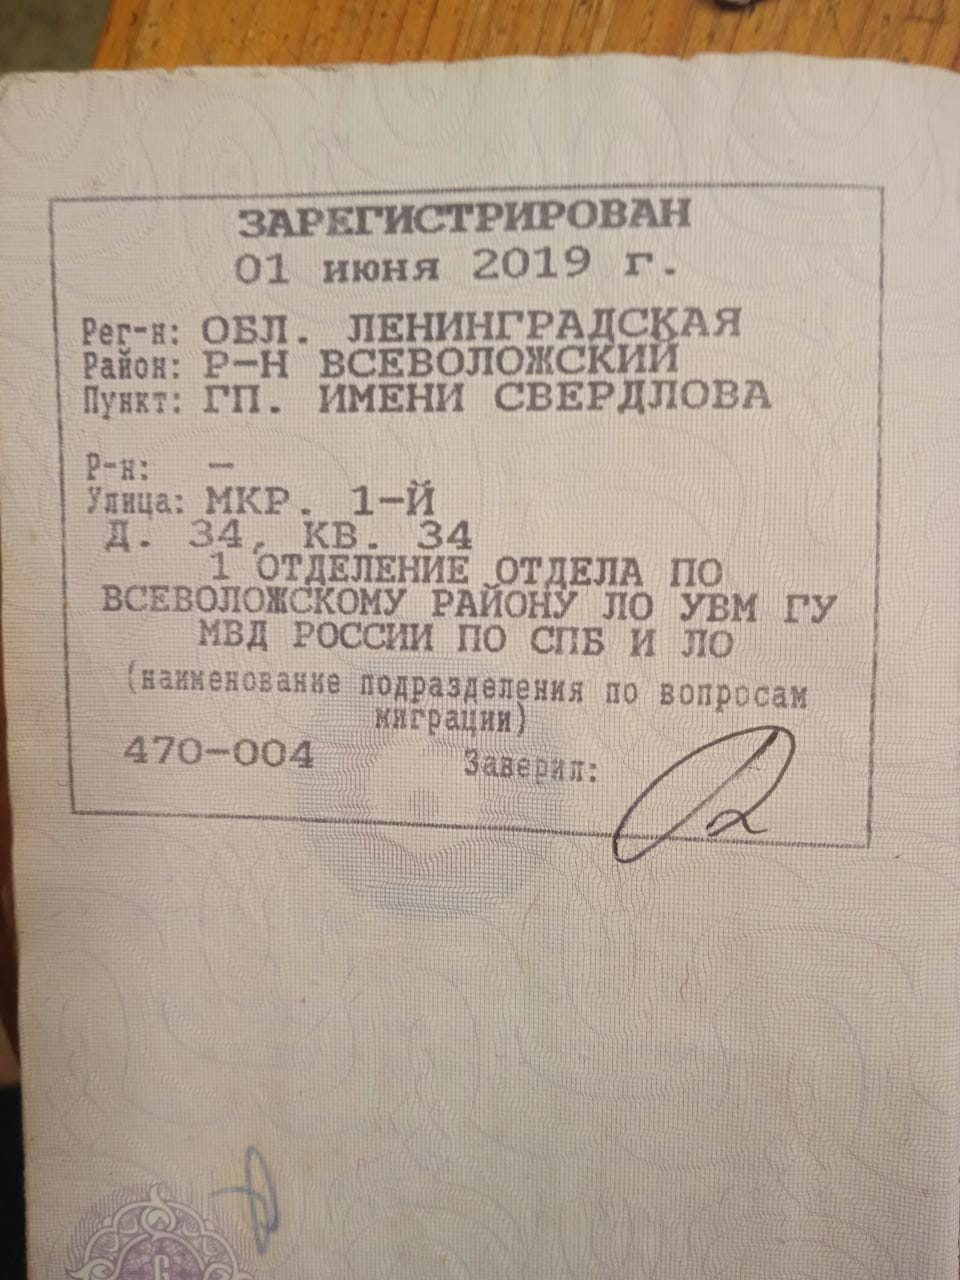 ЗАРЕГИСТРИРОВАН
01 июня 2019 г.
Рег-н: ОБЛ. ЛЕНИНГРАДСКАЯ
Район: Р-Н ВСЕВОЛОЖСКИЙ
Пункт: ГП. ИМЕНИ СВЕРДЛОВА
Р-н: –
Улица: МКР. 1-Й
Д. 34, КВ. 34
1 ОТДЕЛЕНИЕ ОТДЕЛА ПО
ВСЕВОЛОЖСКОМУ РАЙОНУ ЛО УВМ ГУ
МВД РОССИИ ПО СПБ И ЛО
(наименование подразделения по вопросам
миграции)
470-004 Заверил: